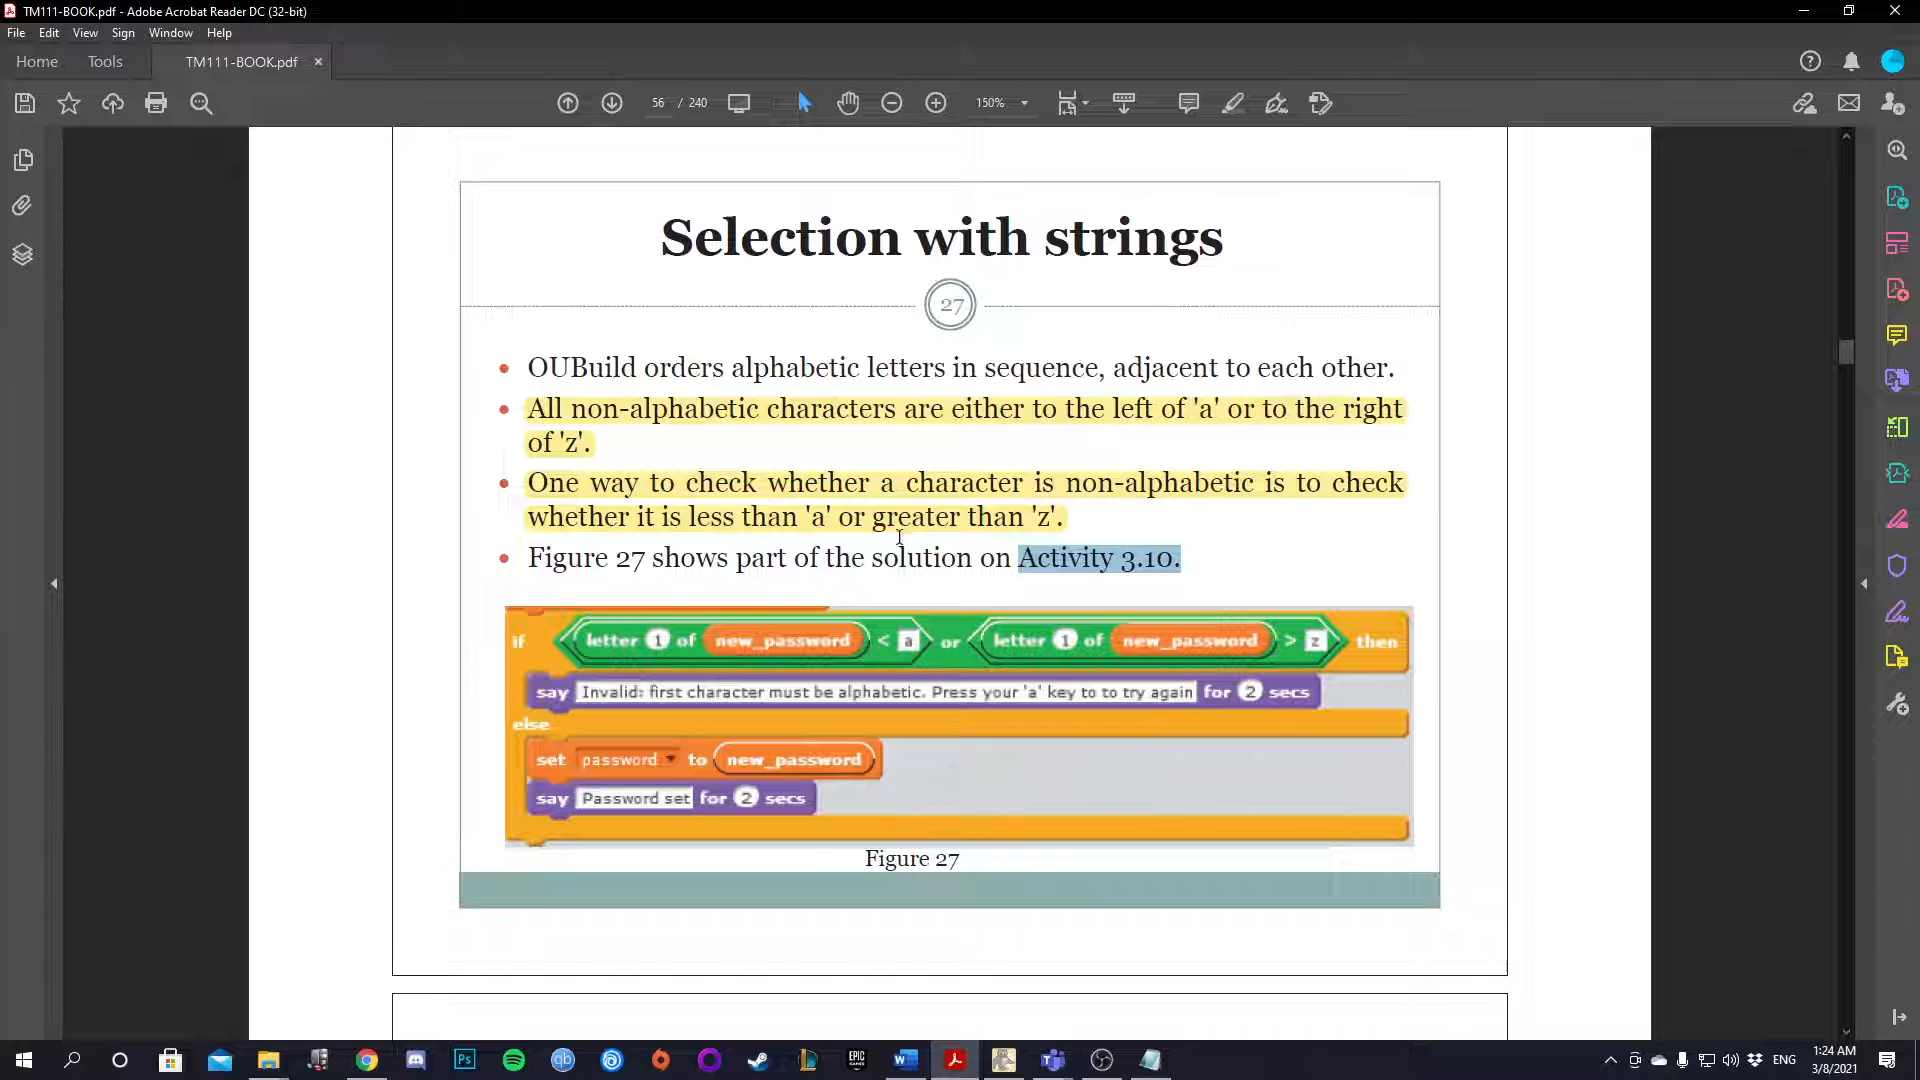 TM111-BOOK.pdf - Adobe Acrobat Reader DC (32-bit)
File Edit View Sign Window Help
Home Tools TM111-BOOK.pdf
56 / 240 150%
Selection with strings
27
OUBuild orders alphabetic letters in sequence, adjacent to each other.
All non-alphabetic characters are either to the left of 'a' or to the right
of 'z'.
One way to check whether a character is non-alphabetic is to check
whether it is less than 'a' or greater than 'z'.
Figure 27 shows part of the solution on Activity 3.10.
if letter 1 of new_password < a or letter 1 of new_password > z then
say Invalid: first character must be alphabetic. Press your 'a' key to to try again for 2 secs
else
set password to new_password
say Password set for 2 secs
Figure 27
Ps
qb
EPIC GAMES
ENG
1:24 AM
3/8/2021